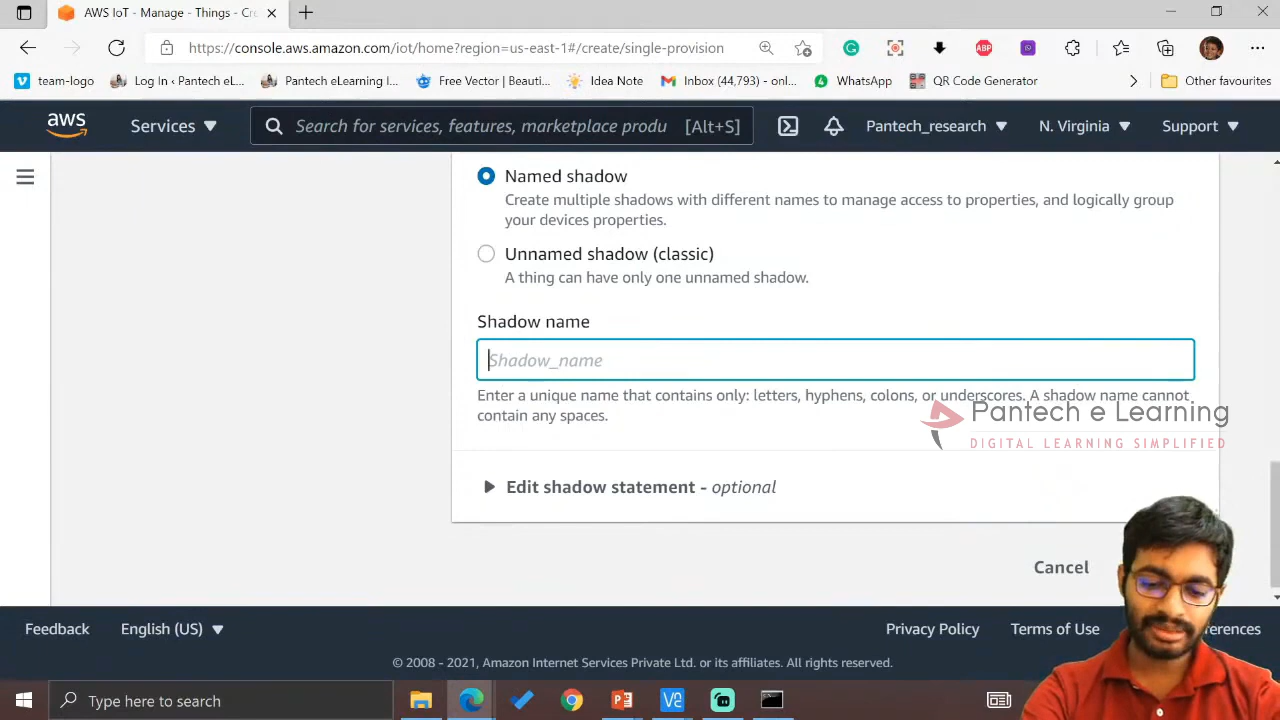 AWS IoT - Manage - Things - Cre
https://console.aws.amazon.com/iot/home?region=us-east-1#/create/single-provision
ABP
team-logo
Log In ‹ Pantech eL...
Pantech eLearning I...
Free Vector | Beauti...
Idea Note
Inbox (44,793) - onl...
WhatsApp
QR Code Generator
Other favourites
aws
Services
Search for services, features, marketplace produ
[Alt+S]
Pantech_research
N. Virginia
Support
Named shadow
Create multiple shadows with different names to manage access to properties, and logically group
your devices properties.
Unnamed shadow (classic)
A thing can have only one unnamed shadow.
Shadow name
Shadow_name
Enter a unique name that contains only: letters, hyphens, colons, or underscores. A shadow name cannot
contain any spaces.
Pantech e Learning
DIGITAL LEARNING SIMPLIFIED
Edit shadow statement - optional
Cancel
Feedback
English (US)
Privacy Policy
Terms of Use
ferences
© 2008 - 2021, Amazon Internet Services Private Ltd. or its affiliates. All rights reserved.
Type here to search